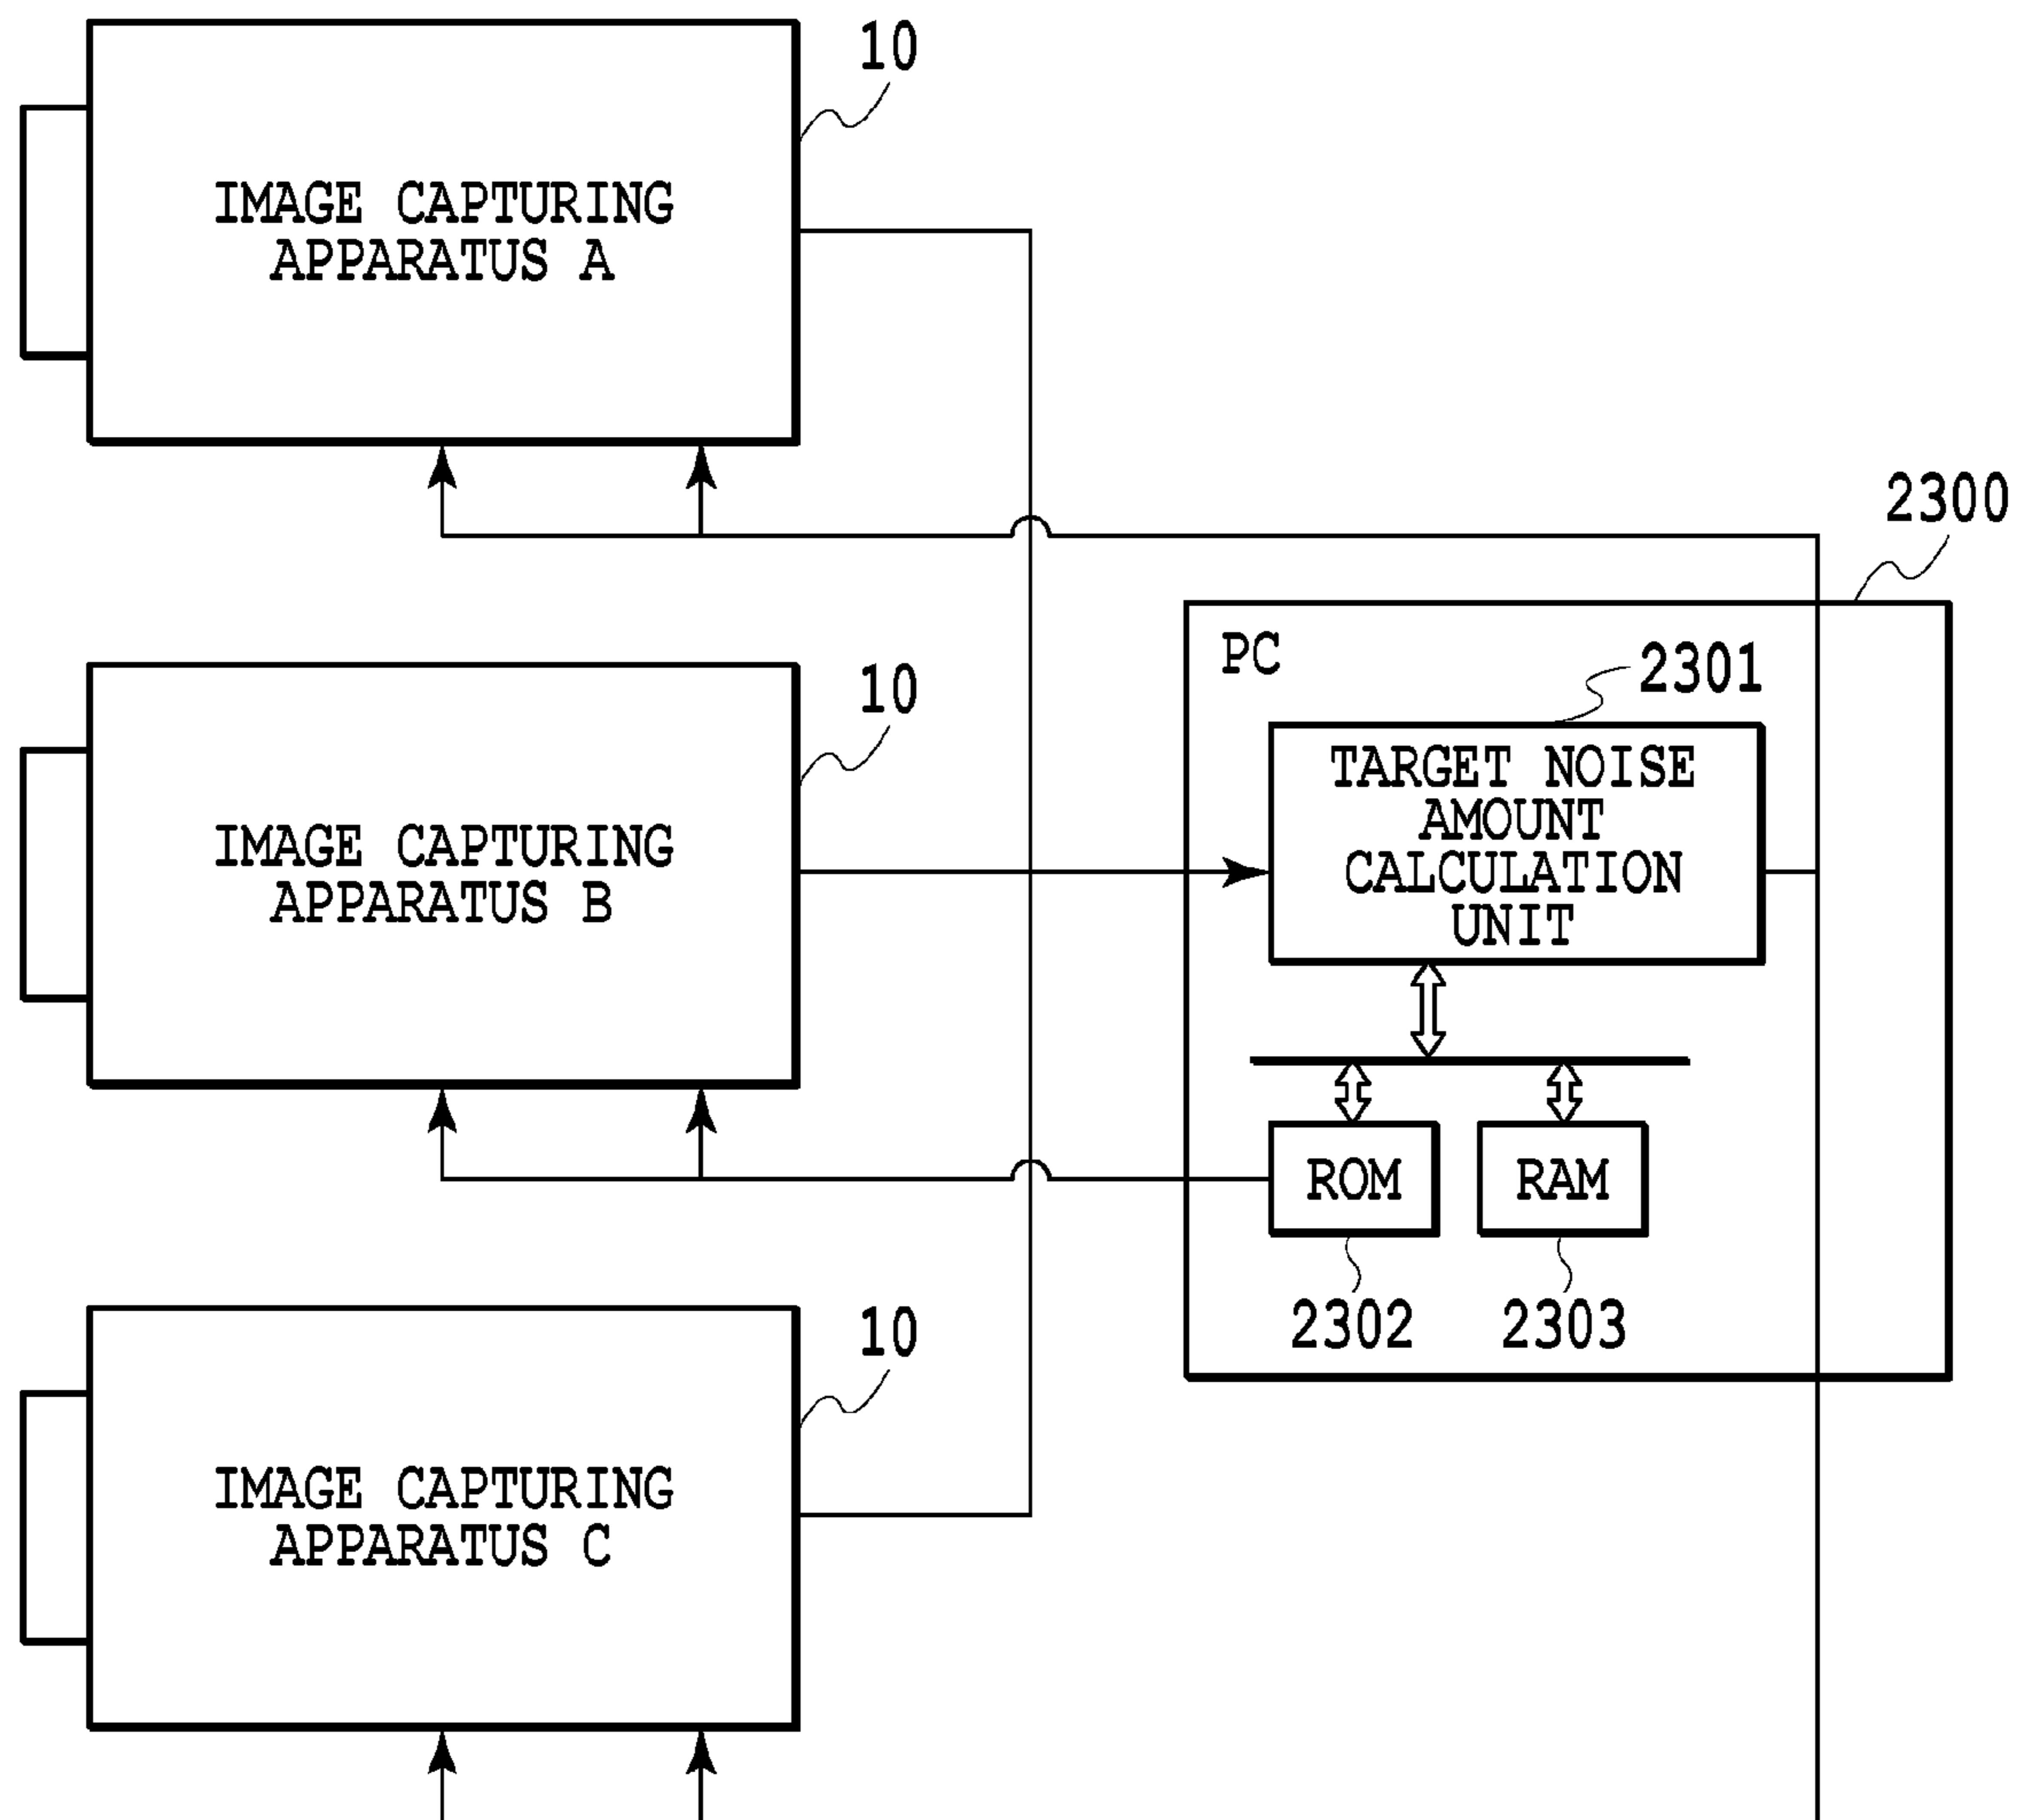 10
IMAGE CAPTURING
APPARATUS A
2300
PC
2301
10
TARGET NOISE
AMOUNT
CALCULATION
UNIT
IMAGE CAPTURING
APPARATUS B
ROM
RAM
2302
2303
10
IMAGE CAPTURING
APPARATUS C